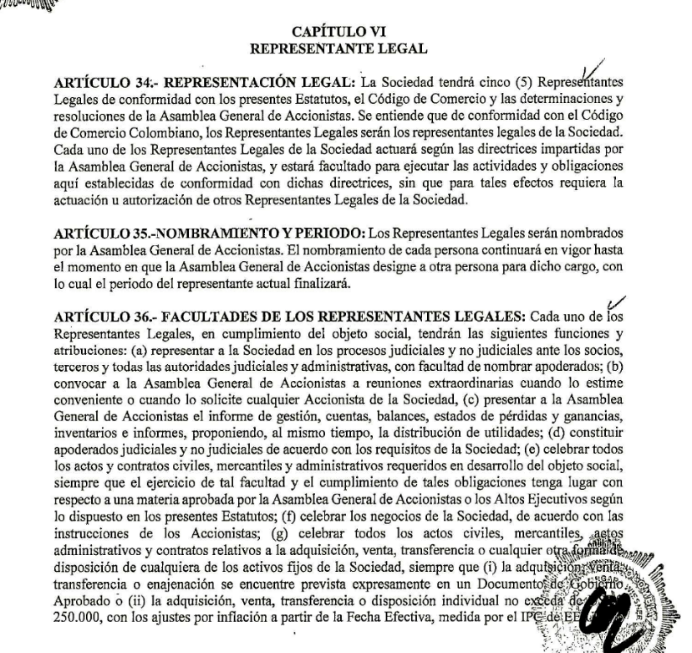 CAPÍTULO VI
REPRESENTANTE LEGAL
ARTÍCULO 34.- REPRESENTACIÓN LEGAL: La Sociedad tendrá cinco (5) Representantes
Legales de conformidad con los presentes Estatutos, el Código de Comercio y las determinaciones y
resoluciones de la Asamblea General de Accionistas. Se entiende que de conformidad con el Código
de Comercio Colombiano, los Representantes Legales serán los representantes legales de la Sociedad.
Cada uno de los Representantes Legales de la Sociedad actuará según las directrices impartidas por
la Asamblea General de Accionistas, y estará facultado para ejecutar las actividades y obligaciones
aquí establecidas de conformidad con dichas directrices, sin que para tales efectos requiera la
actuación u autorización de otros Representantes Legales de la Sociedad.
ARTÍCULO 35.-NOMBRAMIENTO Y PERIODO: Los Representantes Legales serán nombrados
por la Asamblea General de Accionistas. El nombramiento de cada persona continuará en vigor hasta
el momento en que la Asamblea General de Accionistas designe a otra persona para dicho cargo, con
lo cual el periodo del representante actual finalizará.
ARTÍCULO 36.- FACULTADES DE LOS REPRESENTANTES LEGALES: Cada uno de los
Representantes Legales, en cumplimiento del objeto social, tendrán las siguientes funciones y
atribuciones: (a) representar a la Sociedad en los procesos judiciales y no judiciales ante los socios,
terceros y todas las autoridades judiciales y administrativas, con facultad de nombrar apoderados; (b)
convocar a la Asamblea General de Accionistas a reuniones extraordinarias cuando lo estime
conveniente o cuando lo solicite cualquier Accionista de la Sociedad, (c) presentar a la Asamblea
General de Accionistas el informe de gestión, cuentas, balances, estados de pérdidas y ganancias,
inventarios e informes, proponiendo, al mismo tiempo, la distribución de utilidades; (d) constituir
apoderados judiciales y no judiciales de acuerdo con los requisitos de la Sociedad; (e) celebrar todos
los actos y contratos civiles, mercantiles y administrativos requeridos en desarrollo del objeto social,
siempre que el ejercicio de tal facultad y el cumplimiento de tales obligaciones tenga lugar con
respecto a una materia aprobada por la Asamblea General de Accionistas o los Altos Ejecutivos según
lo dispuesto en los presentes Estatutos; (f) celebrar los negocios de la Sociedad, de acuerdo con las
instrucciones de los Accionistas; (g) celebrar todos los actos civiles, mercantiles, actos
administrativos y contratos relativos a la adquisición, venta, transferencia o cualquier otra forma de
disposición de cualquiera de los activos fijos de la Sociedad, siempre que (i) la adquisición, venta,
transferencia o enajenación se encuentre prevista expresamente en un Documento de Gobierno
Aprobado o (ii) la adquisición, venta, transferencia o disposición individual no exceda de
250.000, con los ajustes por inflación a partir de la Fecha Efectiva, medida por el IPC de